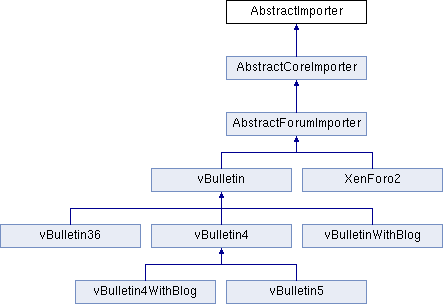 AbstractImporter
AbstractCoreImporter
AbstractForumImporter
vBulletin
XenForo2
vBulletin36
vBulletin4
vBulletinWithBlog
vBulletin4WithBlog
vBulletin5